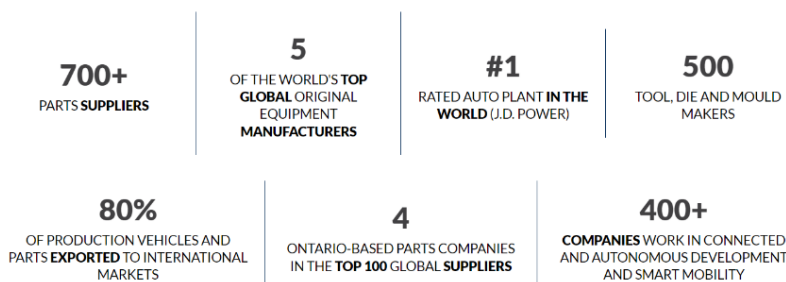 700+
PARTS SUPPLIERS
5
OF THE WORLD'S TOP
GLOBAL ORIGINAL
EQUIPMENT
MANUFACTURERS
#1
RATED AUTO PLANT IN THE
WORLD (J.D. POWER)
500
TOOL, DIE AND MOULD
MAKERS
80%
OF PRODUCTION VEHICLES AND
PARTS EXPORTED TO INTERNATIONAL
MARKETS
4
ONTARIO-BASED PARTS COMPANIES
IN THE TOP 100 GLOBAL SUPPLIERS
400+
COMPANIES WORK IN CONNECTED
AND AUTONOMOUS DEVELOPMENT
AND SMART MOBILITY